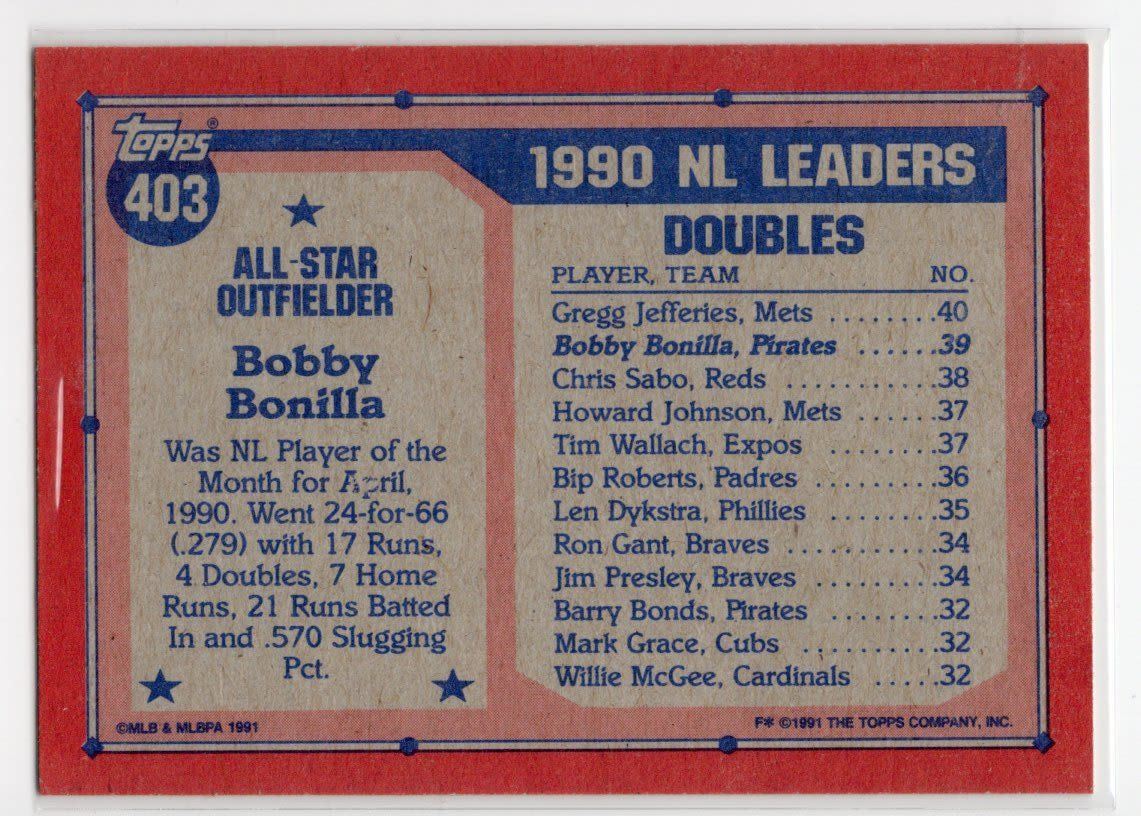 Topps®
403
ALL-STAR
OUTFIELDER
Bobby
Bonilla
Was NL Player of the
Month for April,
1990. Went 24-for-66
(.279) with 17 Runs,
4 Doubles, 7 Home
Runs, 21 Runs Batted
In and .570 Slugging
Pct.
©MLB & MLBPA 1991
1990 NL LEADERS
DOUBLES
PLAYER, TEAM NO.
Gregg Jefferies, Mets ........40
Bobby Bonilla, Pirates ......39
Chris Sabo, Reds ..........38
Howard Johnson, Mets ......37
Tim Wallach, Expos .......37
Bip Roberts, Padres ........36
Len Dykstra, Phillies .......35
Ron Gant, Braves ..........34
Jim Presley, Braves ........34
Barry Bonds, Pirates .......32
Mark Grace, Cubs .........32
Willie McGee, Cardinals ....32
F* ©1991 THE TOPPS COMPANY, INC.